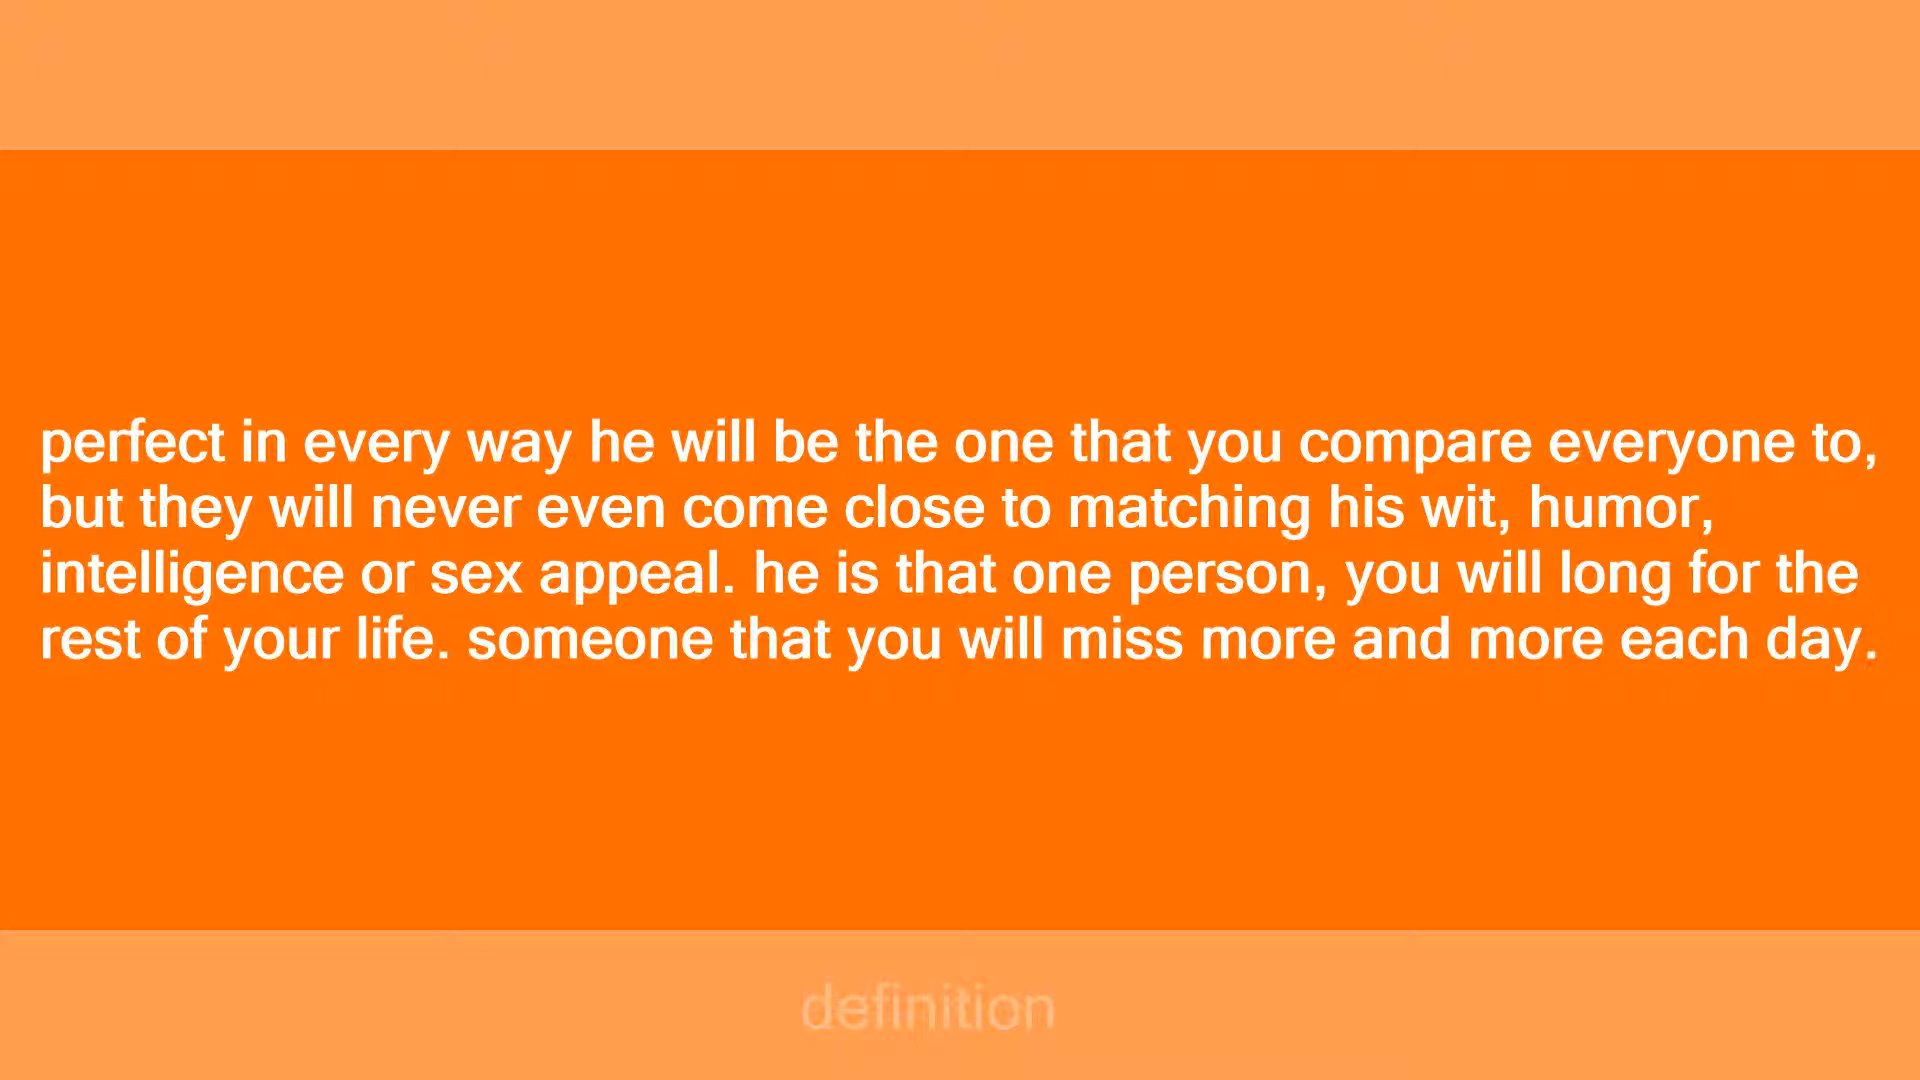 perfect in every way he will be the one that you compare everyone to,
but they will never even come close to matching his wit, humor,
intelligence or sex appeal. he is that one person, you will long for the
rest of your life. someone that you will miss more and more each day.
definition